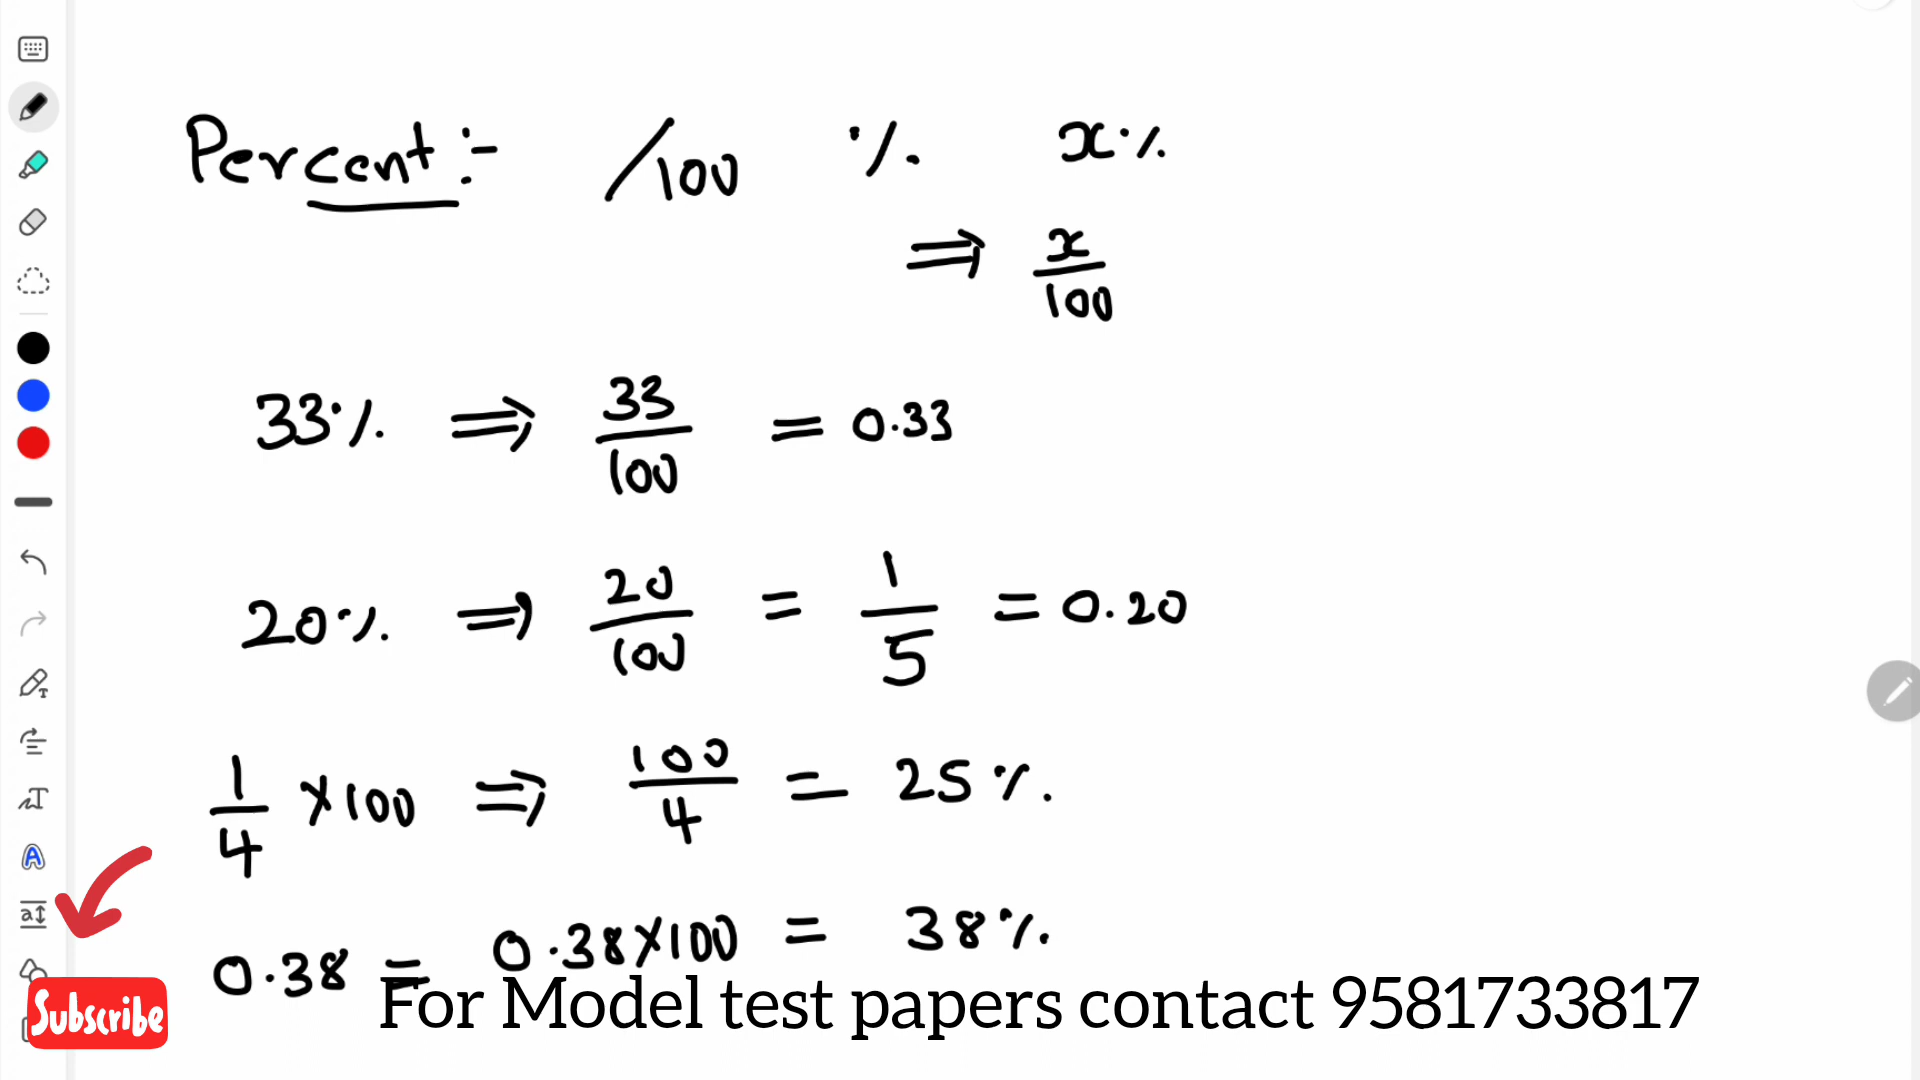 Percent :- /100 % x%
⇒ x/100
33% ⇒ 33/100 = 0.33
20% ⇒ 20/100 = 1/5 = 0.20
1/4 ×100 ⇒ 100/4 = 25%
0.38 = 0.38×100 = 38%
Subscribe
For Model test papers contact 9581733817